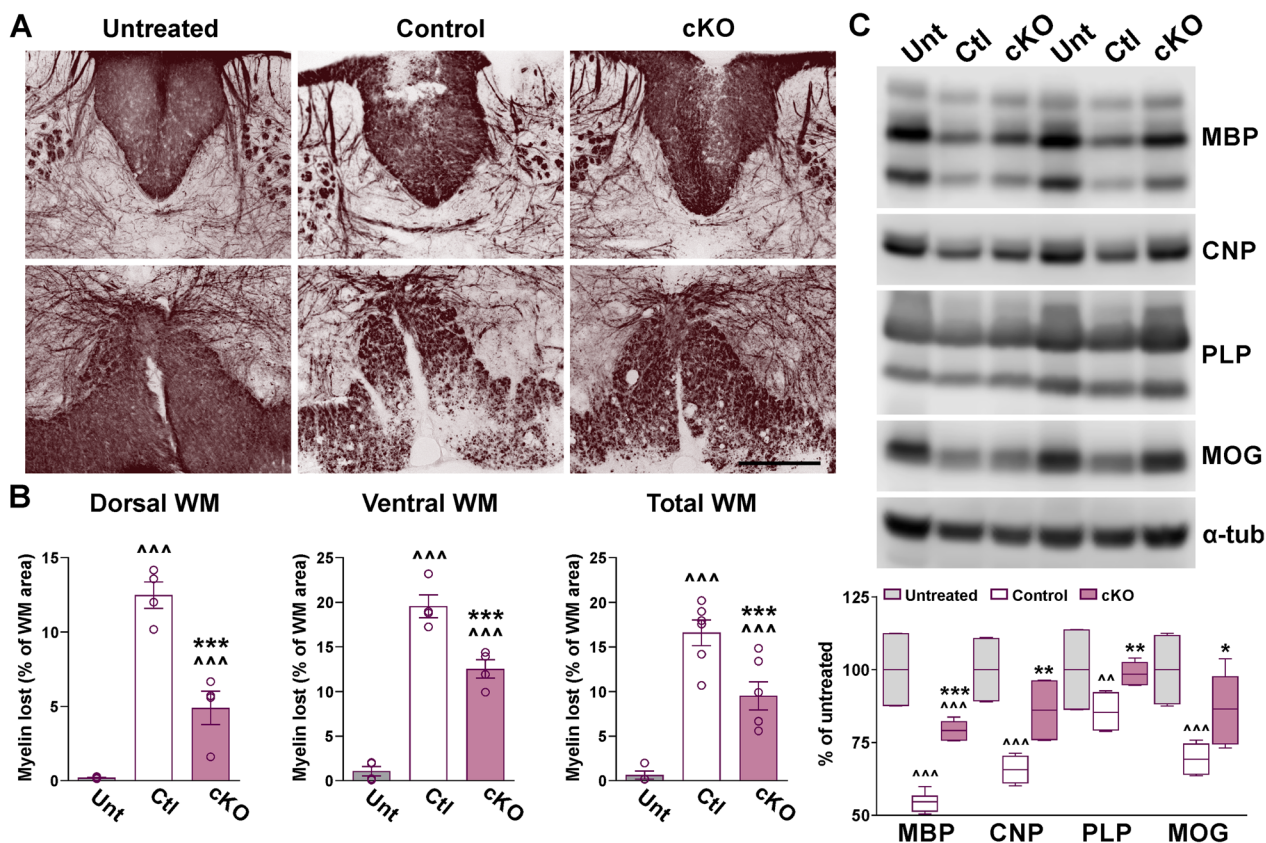 A
Untreated Control cKO
B
Dorsal WM
Myelin lost (% of WM area)
15
10
5
0
^^^
***
^^^
Unt Ctl cKO
Ventral WM
Myelin lost (% of WM area)
25
20
15
10
5
0
^^^
***
^^^
Unt Ctl cKO
Total WM
Myelin lost (% of WM area)
25
20
15
10
5
0
^^^
***
^^^
Unt Ctl cKO
C
Unt Ctl cKO Unt Ctl cKO
MBP
CNP
PLP
MOG
α-tub
Untreated Control cKO
% of untreated
125
100
75
50
^^^
***
^^^
^^^
**
^^
**
^^^
*
MBP CNP PLP MOG